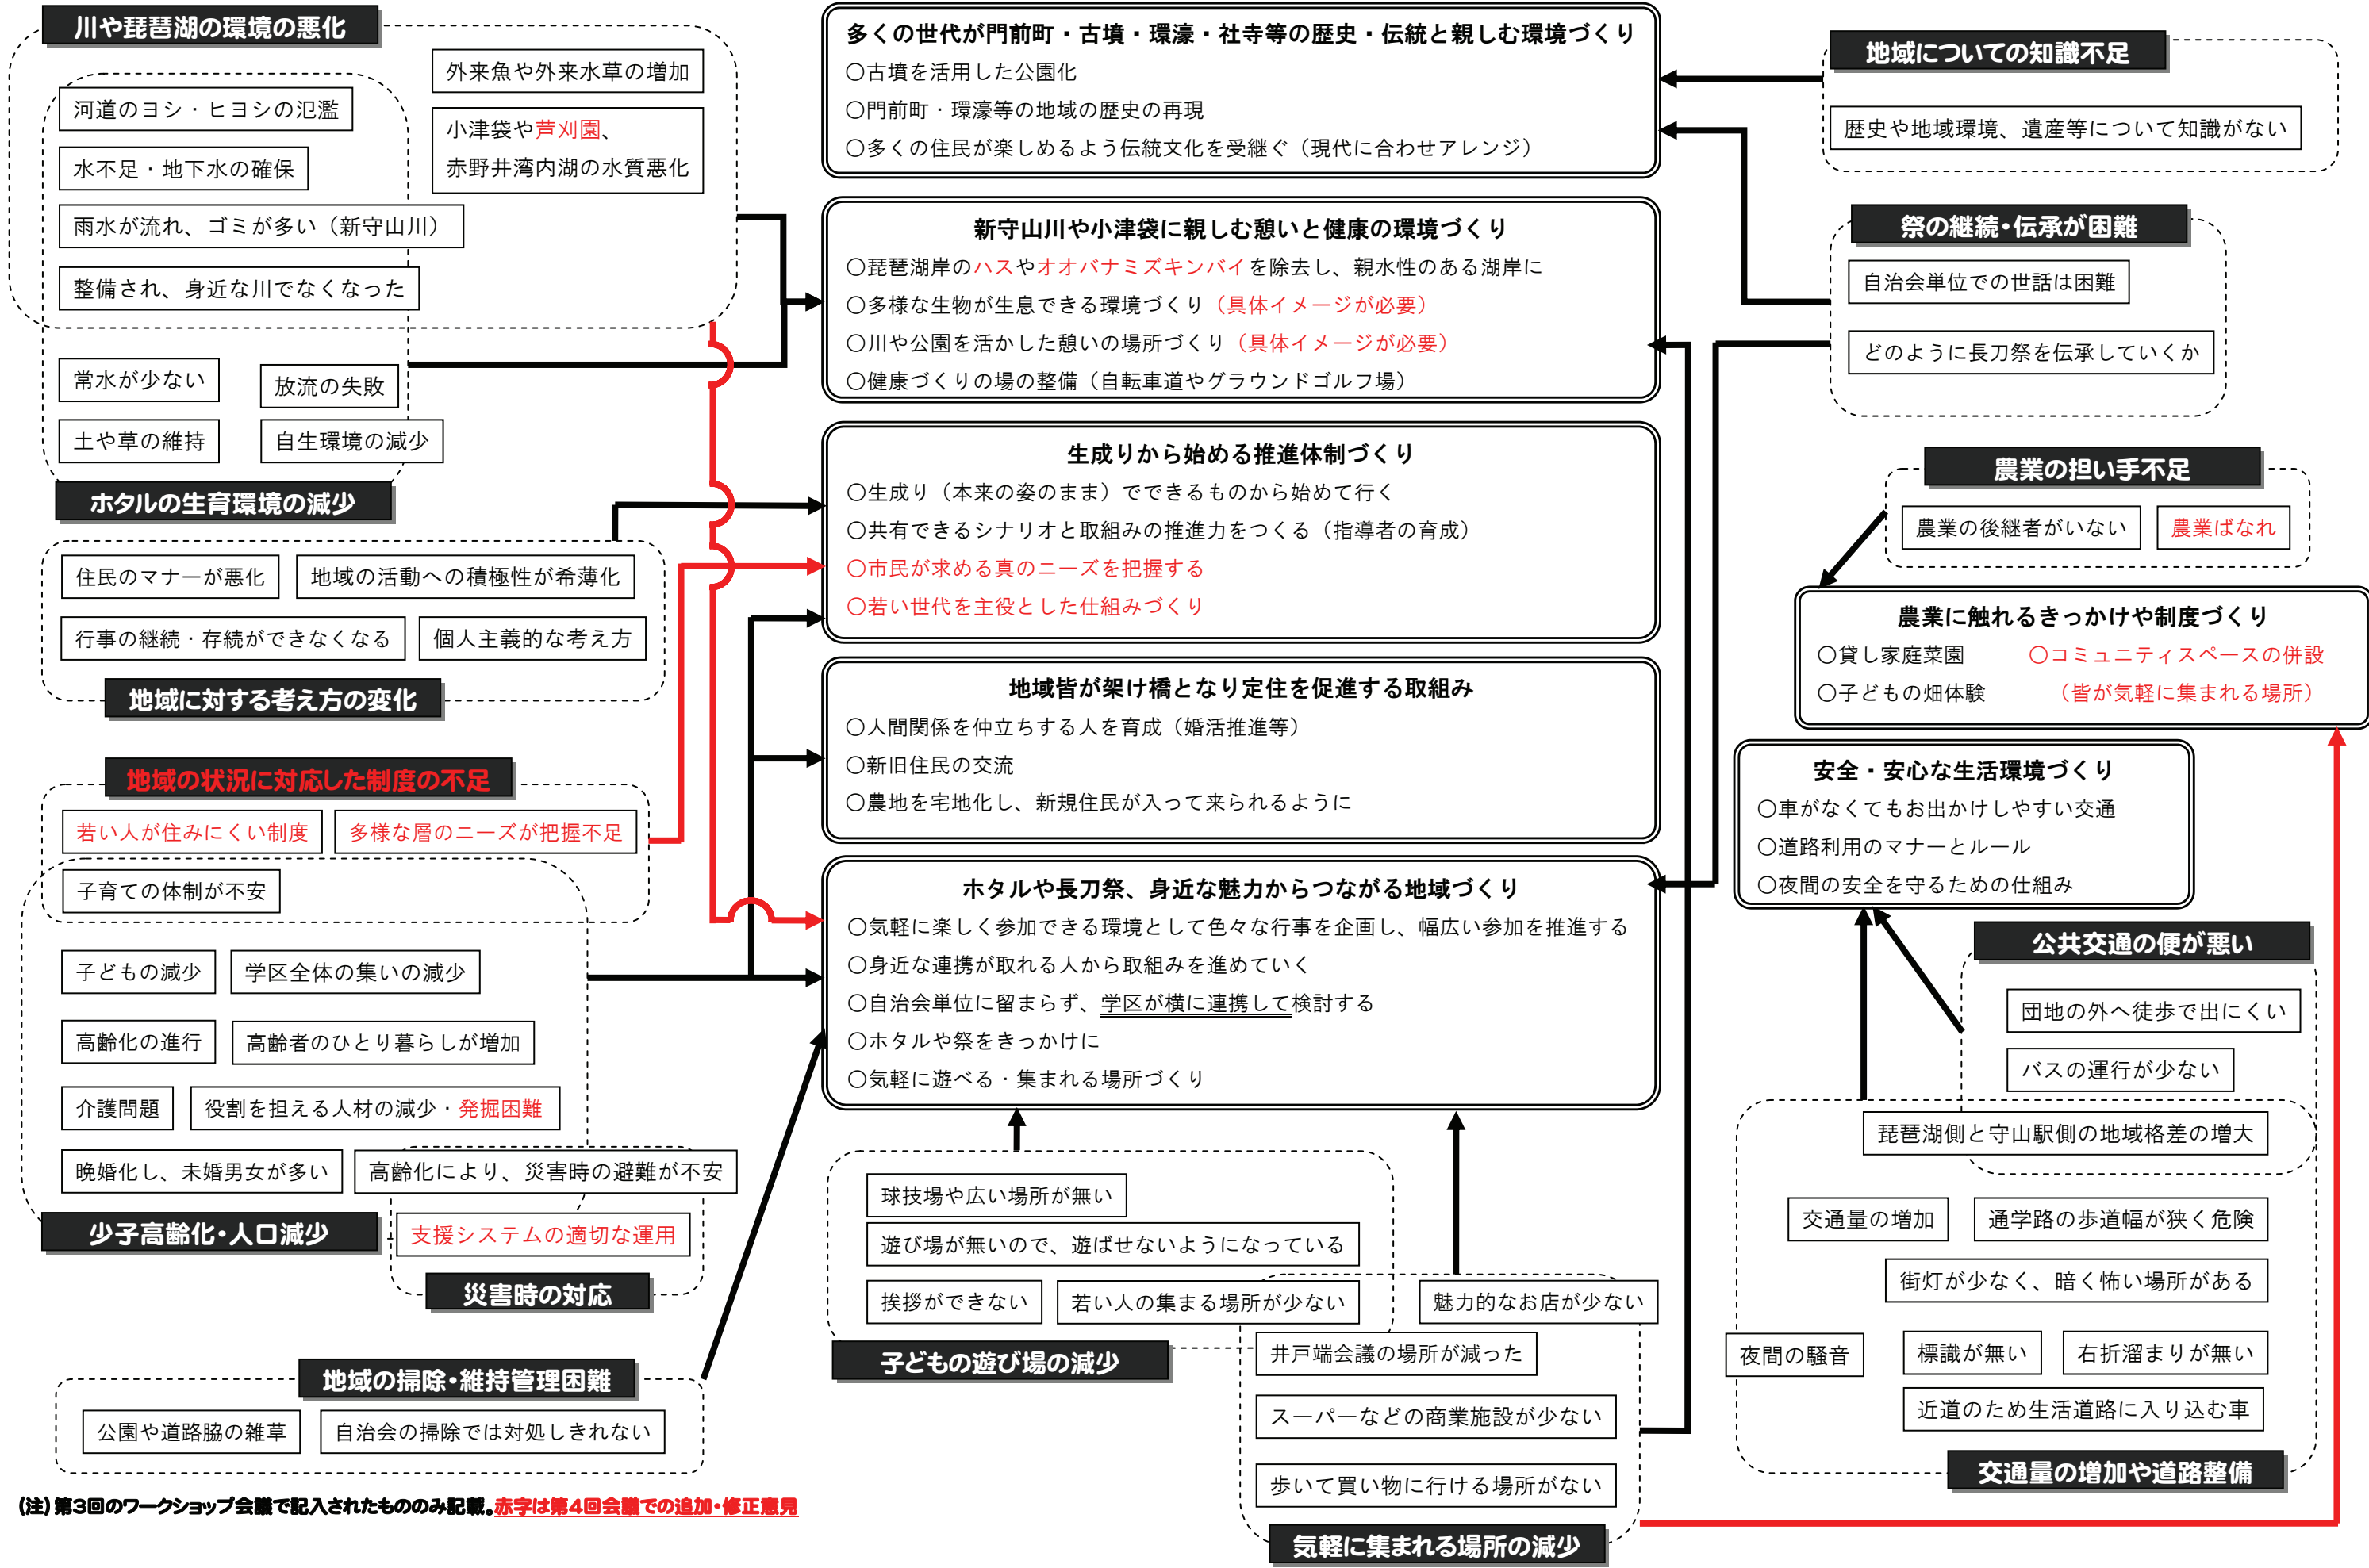 川や琵琶湖の環境の悪化
外来魚や外来水草の増加
河道のヨシ・ヒヨシの氾濫
小津袋や芦刈園、
赤野井湾内湖の水質悪化
水不足・地下水の確保
雨水が流れ、ゴミが多い（新守山川）
整備され、身近な川でなくなった
常水が少ない
放流の失敗
土や草の維持
自生環境の減少
ホタルの生育環境の減少
住民のマナーが悪化
地域の活動への積極性が希薄化
行事の継続・存続ができなくなる
個人主義的な考え方
地域に対する考え方の変化
地域の状況に対応した制度の不足
若い人が住みにくい制度
多様な層のニーズが把握不足
子育ての体制が不安
子どもの減少
学区全体の集いの減少
高齢化の進行
高齢者のひとり暮らしが増加
介護問題
役割を担える人材の減少・発掘困難
晩婚化し、未婚男女が多い
高齢化により、災害時の避難が不安
少子高齢化・人口減少
支援システムの適切な運用
災害時の対応
地域の掃除・維持管理困難
公園や道路脇の雑草
自治会の掃除では対処しきれない
(注)第3回のワークショップ会議で記入されたもののみ記載。赤字は第4回会議での追加・修正意見
多くの世代が門前町・古墳・環濠・社寺等の歴史・伝統と親しむ環境づくり
○古墳を活用した公園化
○門前町・環濠等の地域の歴史の再現
○多くの住民が楽しめるよう伝統文化を受継ぐ（現代に合わせアレンジ）
新守山川や小津袋に親しむ憩いと健康の環境づくり
○琵琶湖岸のハスやオオバナミズキンバイを除去し、親水性のある湖岸に
○多様な生物が生息できる環境づくり（具体イメージが必要）
○川や公園を活かした憩いの場所づくり（具体イメージが必要）
○健康づくりの場の整備（自転車道やグラウンドゴルフ場）
生成りから始める推進体制づくり
○生成り（本来の姿のまま）でできるものから始めて行く
○共有できるシナリオと取組みの推進力をつくる（指導者の育成）
○市民が求める真のニーズを把握する
○若い世代を主役とした仕組みづくり
地域皆が架け橋となり定住を促進する取組み
○人間関係を仲立ちする人を育成（婚活推進等）
○新旧住民の交流
○農地を宅地化し、新規住民が入って来られるように
ホタルや長刀祭、身近な魅力からつながる地域づくり
○気軽に楽しく参加できる環境として色々な行事を企画し、幅広い参加を推進する
○身近な連携が取れる人から取組みを進めていく
○自治会単位に留まらず、学区が横に連携して検討する
○ホタルや祭をきっかけに
○気軽に遊べる・集まれる場所づくり
球技場や広い場所が無い
遊び場が無いので、遊ばせないようになっている
挨拶ができない
若い人の集まる場所が少ない
魅力的なお店が少ない
子どもの遊び場の減少
井戸端会議の場所が減った
スーパーなどの商業施設が少ない
歩いて買い物に行ける場所がない
気軽に集まれる場所の減少
地域についての知識不足
歴史や地域環境、遺産等について知識がない
祭の継続・伝承が困難
自治会単位での世話は困難
どのように長刀祭を伝承していくか
農業の担い手不足
農業の後継者がいない
農業ばなれ
農業に触れるきっかけや制度づくり
○貸し家庭菜園 ○コミュニティスペースの併設
○子どもの畑体験 （皆が気軽に集まれる場所）
安全・安心な生活環境づくり
○車がなくてもお出かけしやすい交通
○道路利用のマナーとルール
○夜間の安全を守るための仕組み
公共交通の便が悪い
団地の外へ徒歩で出にくい
バスの運行が少ない
琵琶湖側と守山駅側の地域格差の増大
交通量の増加
通学路の歩道幅が狭く危険
街灯が少なく、暗く怖い場所がある
夜間の騒音
標識が無い
右折溜まりが無い
近道のため生活道路に入り込む車
交通量の増加や道路整備